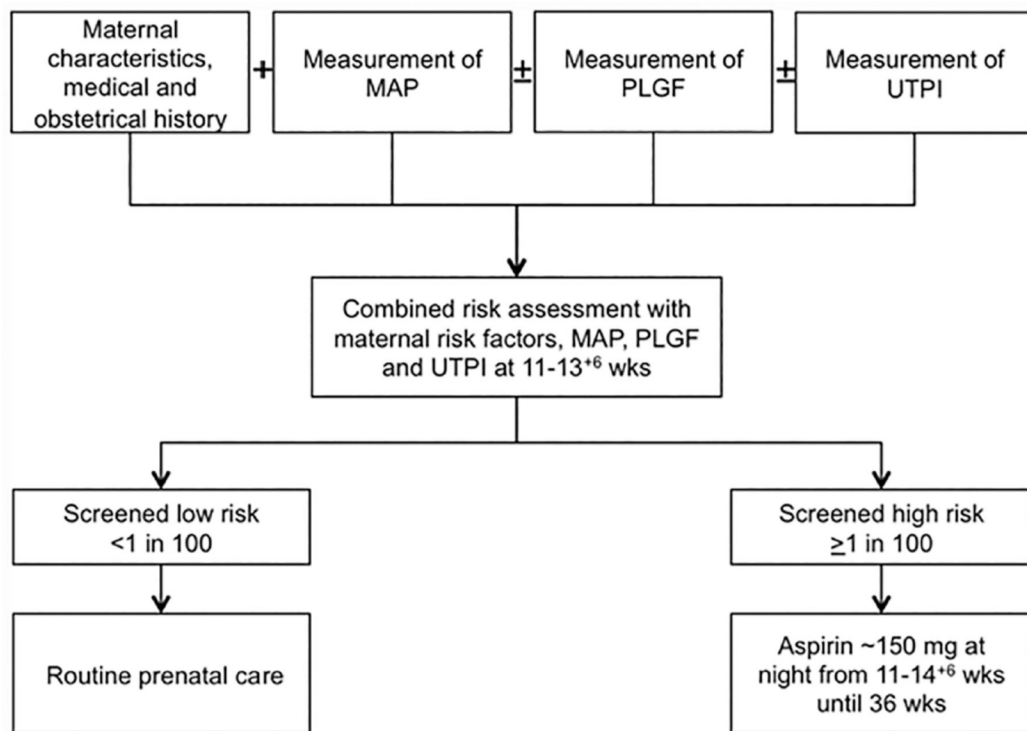 Maternal
characteristics,
medical and
obstetrical history
+
Measurement of
MAP
±
Measurement of
PLGF
±
Measurement of
UTPI
Combined risk assessment with
maternal risk factors, MAP, PLGF
and UTPI at 11-13⁺⁶ wks
Screened low risk
<1 in 100
Screened high risk
≥1 in 100
Routine prenatal care
Aspirin ~150 mg at
night from 11-14⁺⁶ wks
until 36 wks